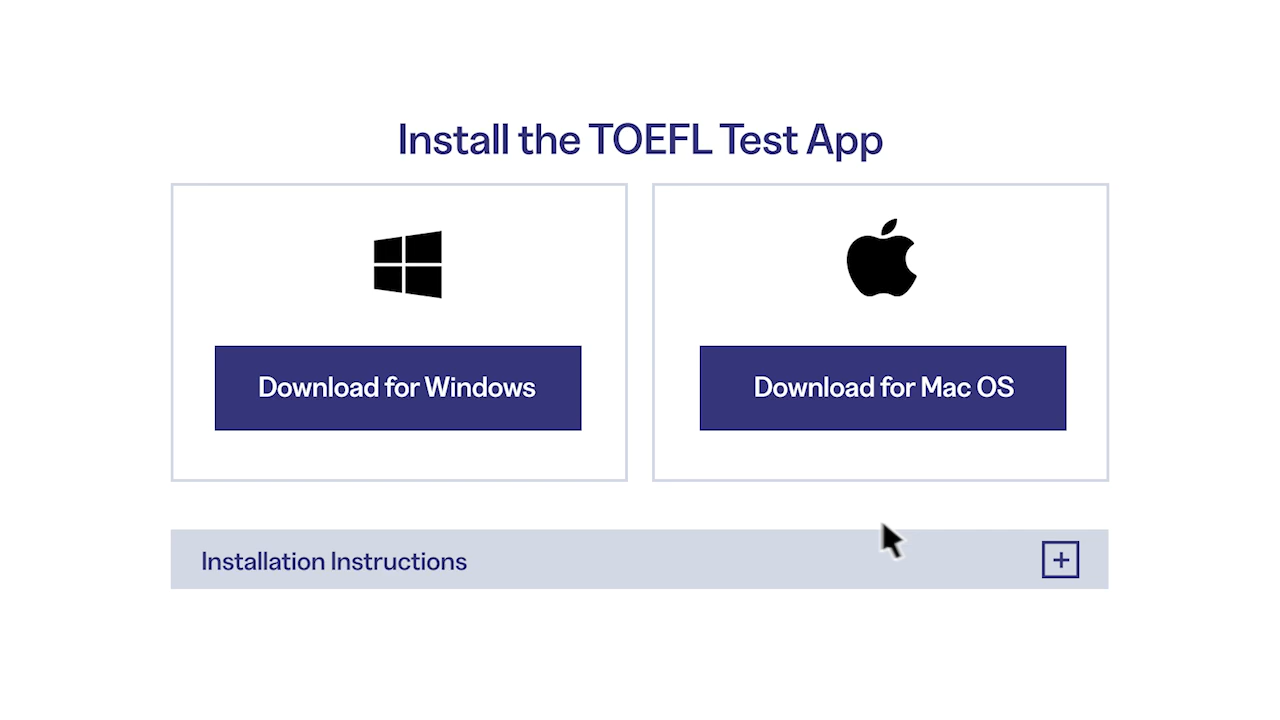 Install the TOEFL Test App
Download for Windows
Download for Mac OS
Installation Instructions